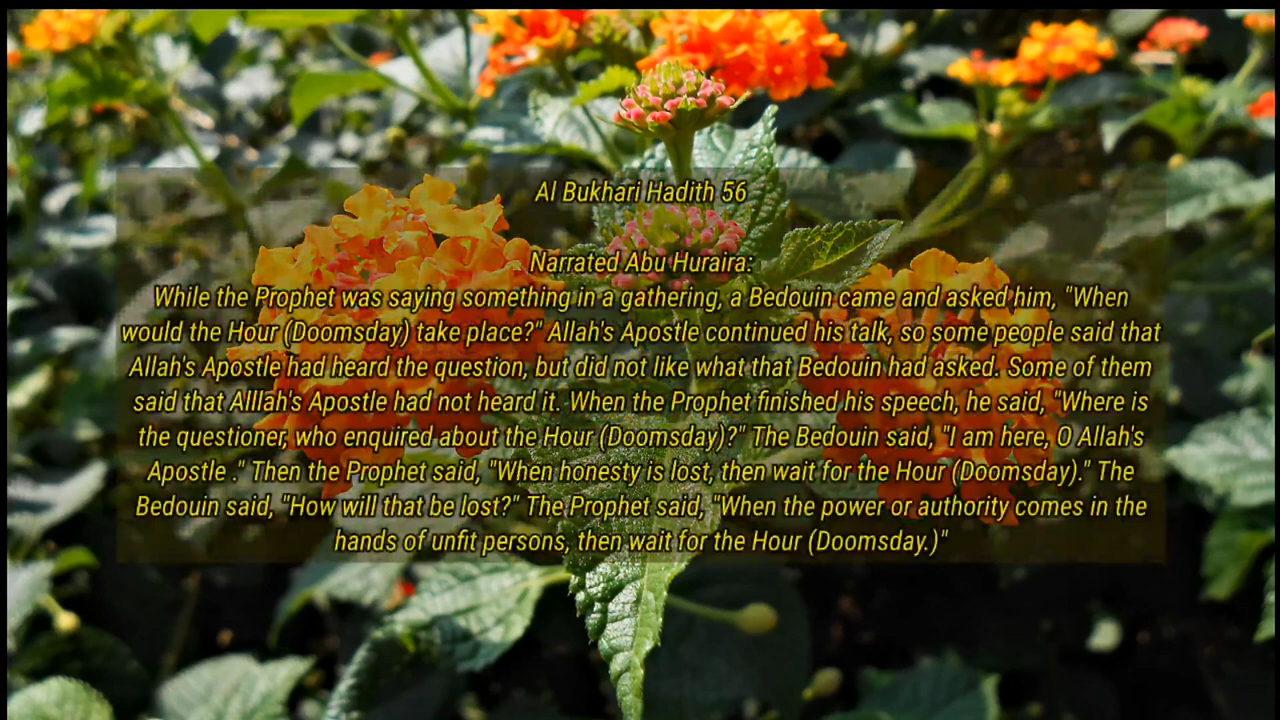 Al Bukhari Hadith 56
Narrated Abu Huraira:
While the Prophet was saying something in a gathering, a Bedouin came and asked him, "When
would the Hour (Doomsday) take place?" Allah's Apostle continued his talk, so some people said that
Allah's Apostle had heard the question, but did not like what that Bedouin had asked. Some of them
said that Alllah's Apostle had not heard it. When the Prophet finished his speech, he said, "Where is
the questioner, who enquired about the Hour (Doomsday)?" The Bedouin said, "I am here, O Allah's
Apostle ." Then the Prophet said, "When honesty is lost, then wait for the Hour (Doomsday)." The
Bedouin said, "How will that be lost?" The Prophet said, "When the power or authority comes in the
hands of unfit persons, then wait for the Hour (Doomsday.)"